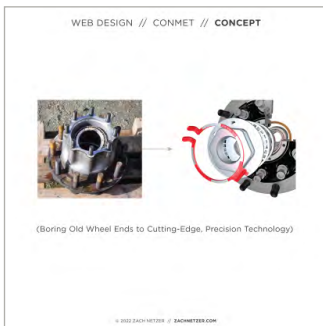 WEB DESIGN // CONMET // CONCEPT
(Boring Old Wheel Ends to Cutting-Edge, Precision Technology)
© 2022 ZACH METZER // ZACHMETZER.COM